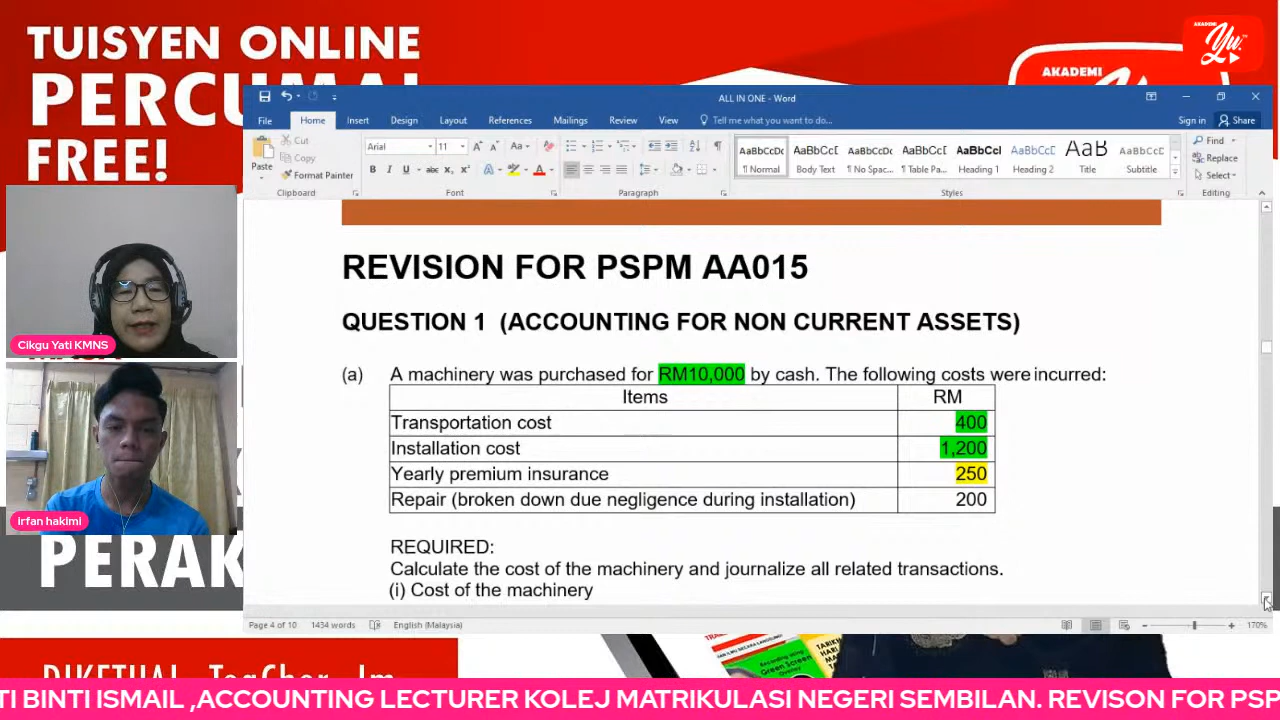 TUISYEN ONLINE
FREE!
AKADEMI
AKADEMI
Yu.
ALL IN ONE - Word
File Home Insert Design Layout References Mailings Review View Tell me what you want to do... Sign in Share
Paste
Cut
Copy
Format Painter
Clipboard
Arial 11
Font
Paragraph
AaBbCcDc AaBbCcI AaBbCcDc AaBbCcI AaBbCcI AaBbCcI AaB AaBbCcD
¶ Normal Body Text ¶ No Spac... ¶ Table Pa... Heading 1 Heading 2 Title Subtitle
Styles
Find
Replace
Select
Editing
REVISION FOR PSPM AA015
QUESTION 1 (ACCOUNTING FOR NON CURRENT ASSETS)
(a) A machinery was purchased for RM10,000 by cash. The following costs were incurred:
Items RM
Transportation cost 400
Installation cost 1,200
Yearly premium insurance 250
Repair (broken down due negligence during installation) 200
REQUIRED:
Calculate the cost of the machinery and journalize all related transactions.
(i) Cost of the machinery
Page 4 of 10 1434 words English (Malaysia) 170%
Cikgu Yati KMNS
irfan hakimi
PERAK
TI BINTI ISMAIL ,ACCOUNTING LECTURER KOLEJ MATRIKULASI NEGERI SEMBILAN. REVISON FOR PSP